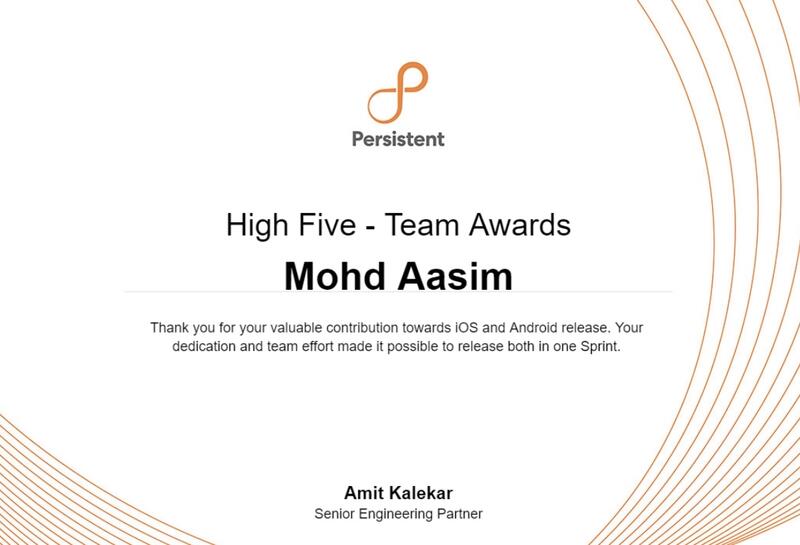 Persistent
High Five - Team Awards
Mohd Aasim
Thank you for your valuable contribution towards iOS and Android release. Your
dedication and team effort made it possible to release both in one Sprint.
Amit Kalekar
Senior Engineering Partner